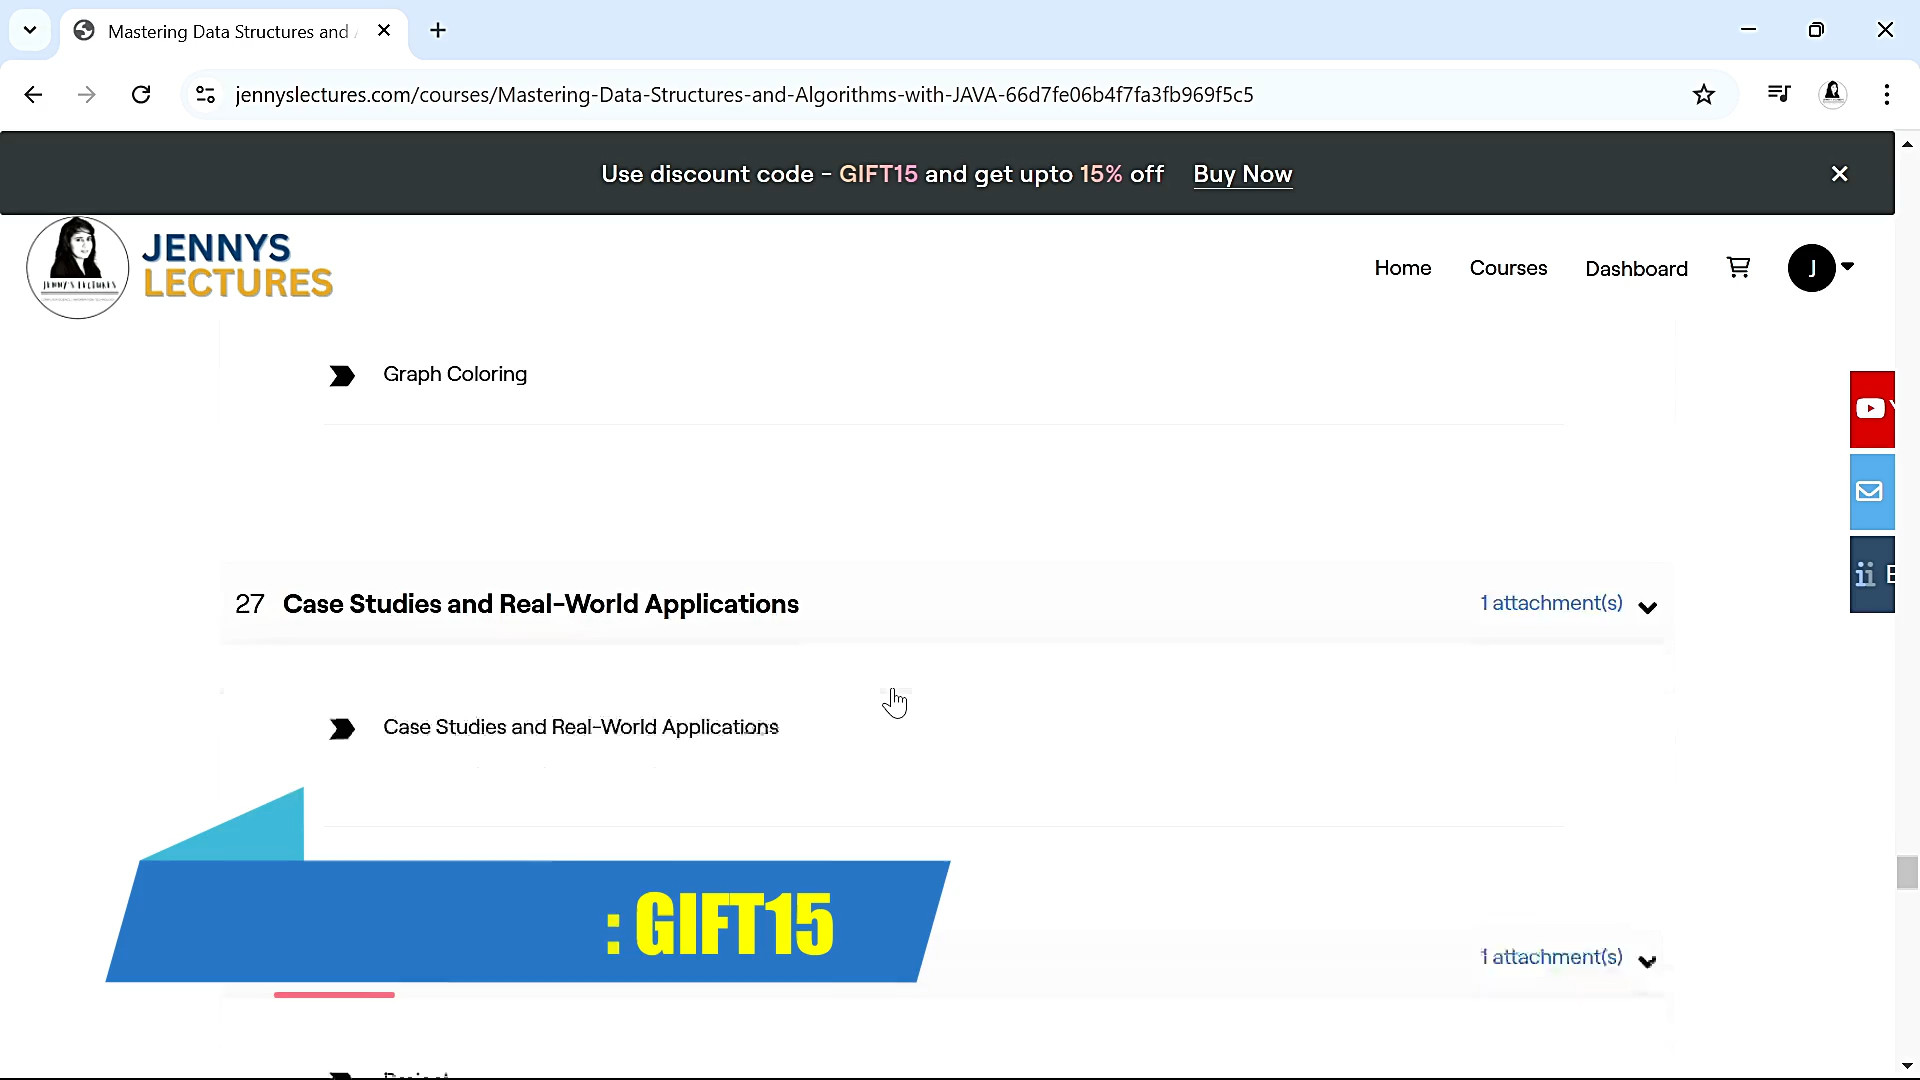 Mastering Data Structures and
jennyslectures.com/courses/Mastering-Data-Structures-and-Algorithms-with-JAVA-66d7fe06b4f7fa3fb969f5c5
Use discount code - GIFT15 and get upto 15% off Buy Now
JENNYS
LECTURES
JENNY'S LECTURES
Home Courses Dashboard J
Graph Coloring
27 Case Studies and Real-World Applications 1 attachment(s)
Case Studies and Real-World Applications
: GIFT15
1 attachment(s)